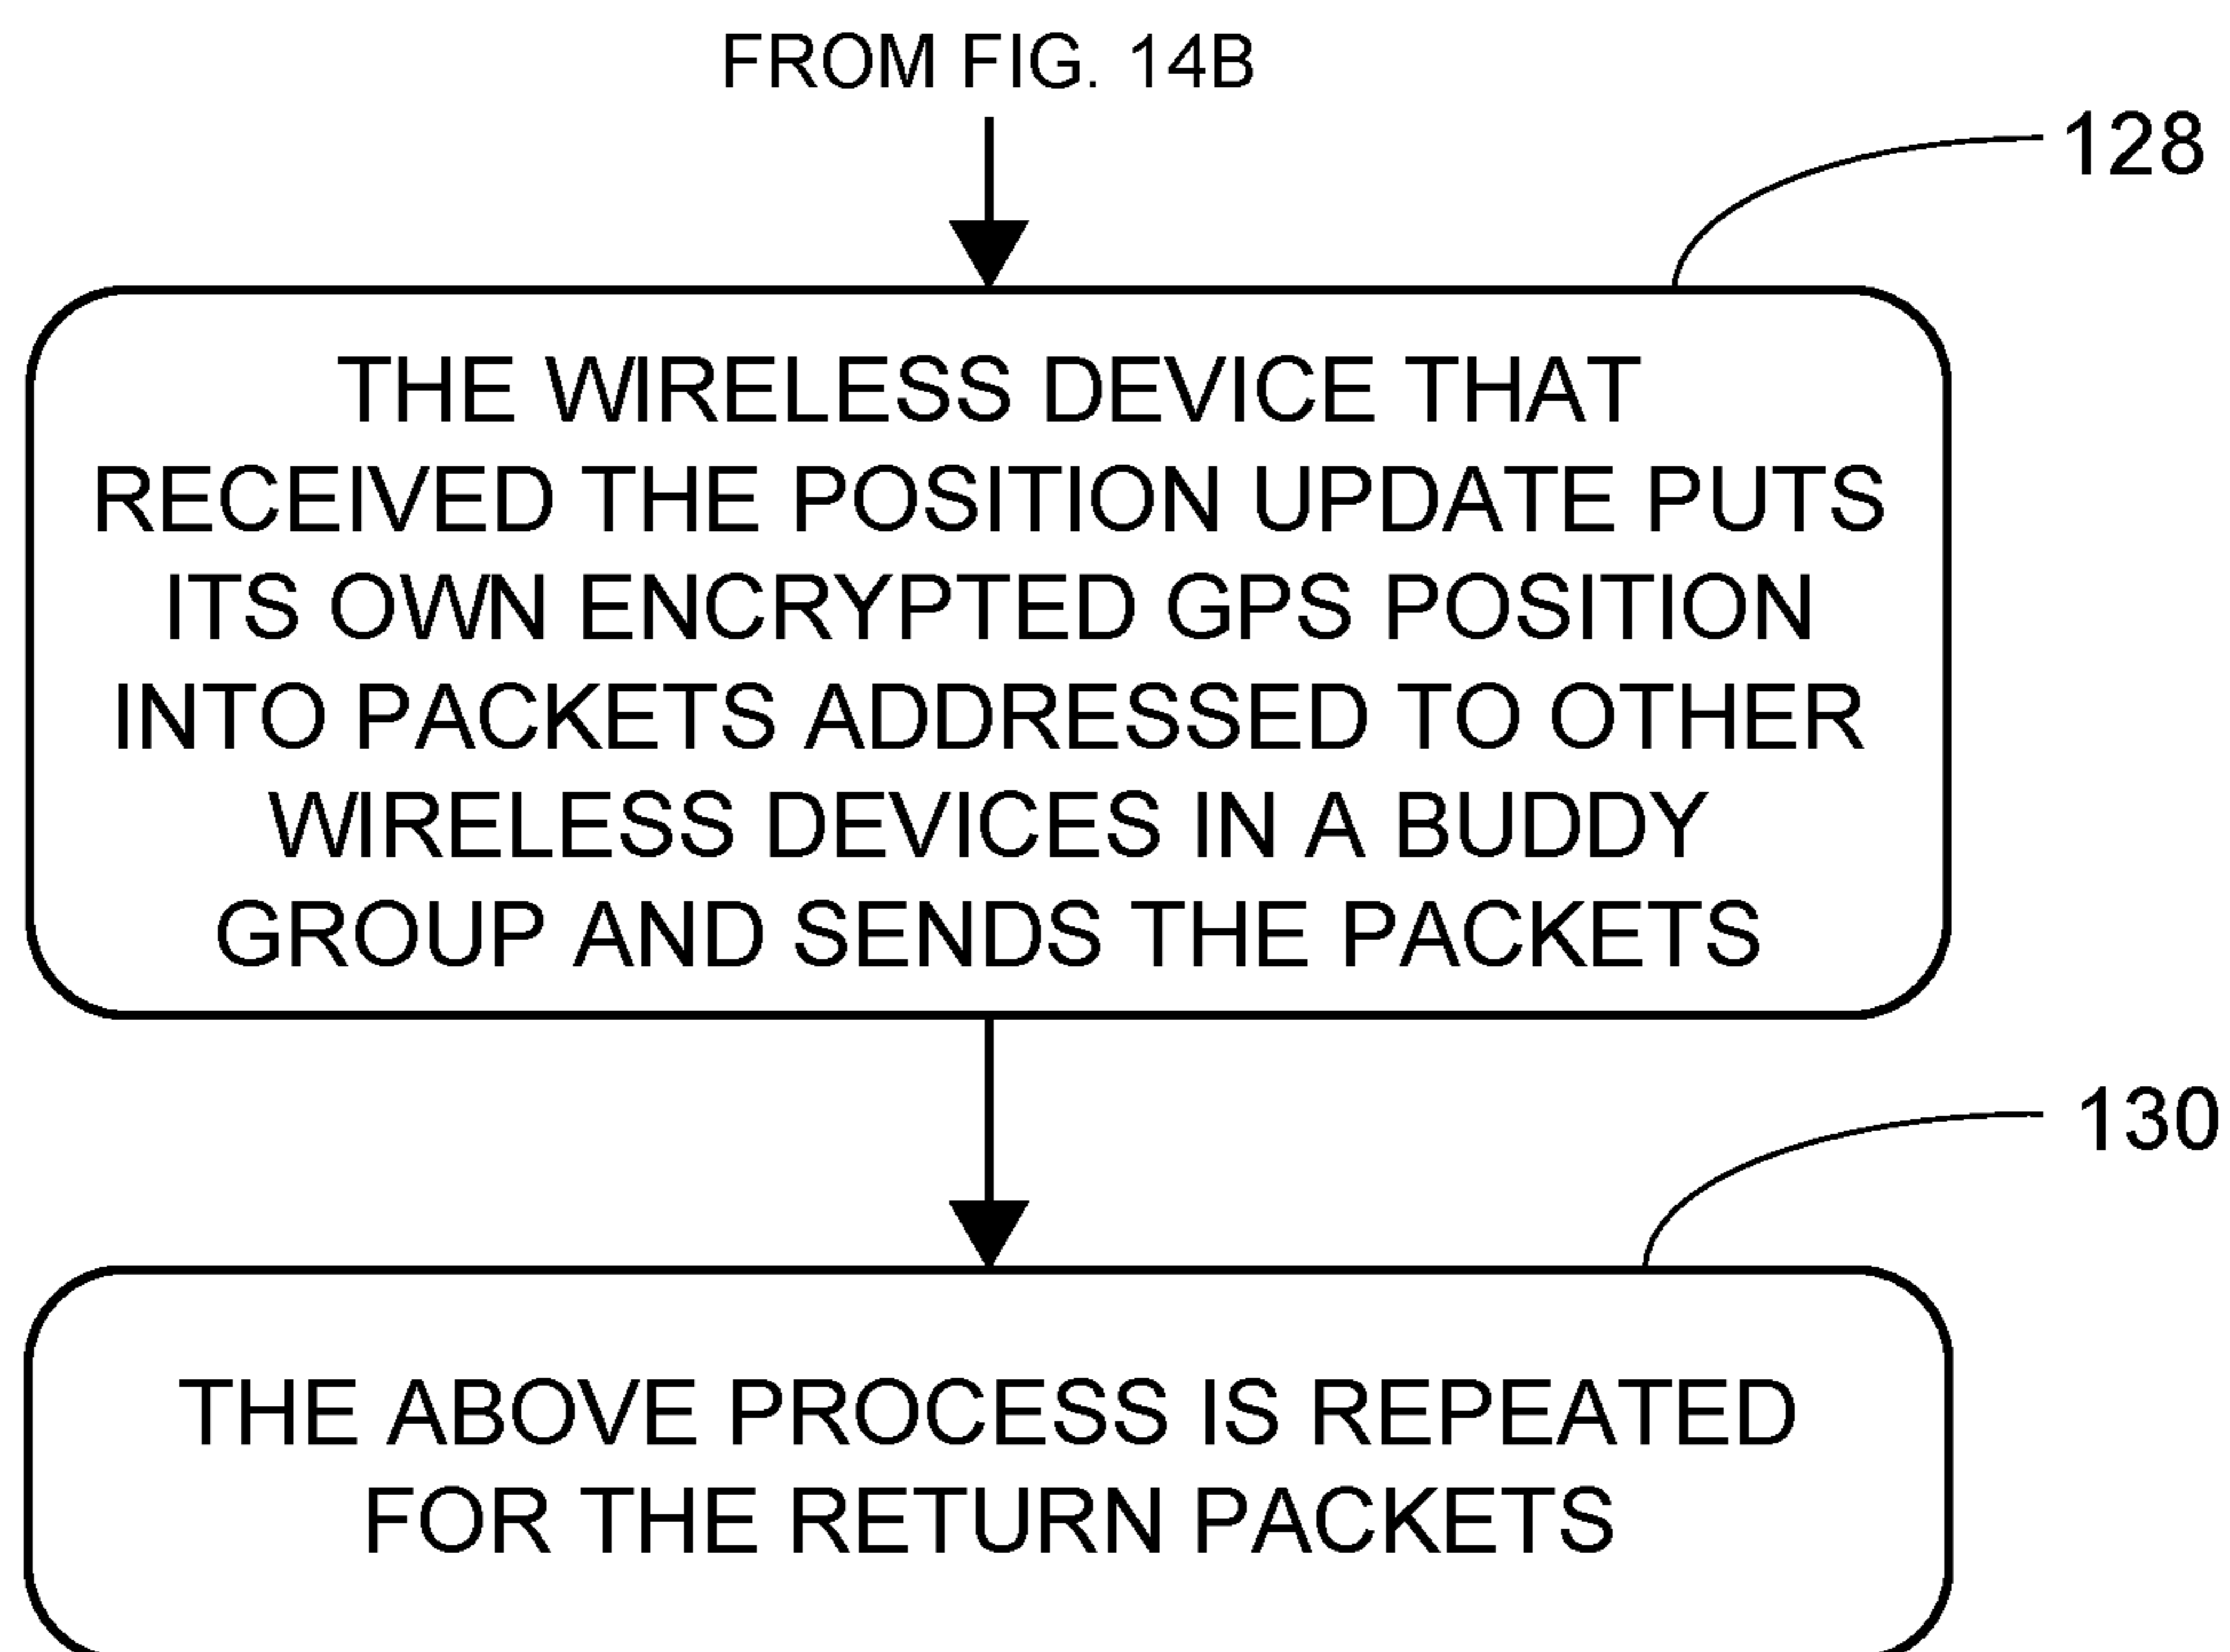 FROM FIG. 14B
128
THE WIRELESS DEVICE THAT
RECEIVED THE POSITION UPDATE PUTS
ITS OWN ENCRYPTED GPS POSITION
INTO PACKETS ADDRESSED TO OTHER
WIRELESS DEVICES IN A BUDDY
GROUP AND SENDS THE PACKETS
130
THE ABOVE PROCESS IS REPEATED
FOR THE RETURN PACKETS